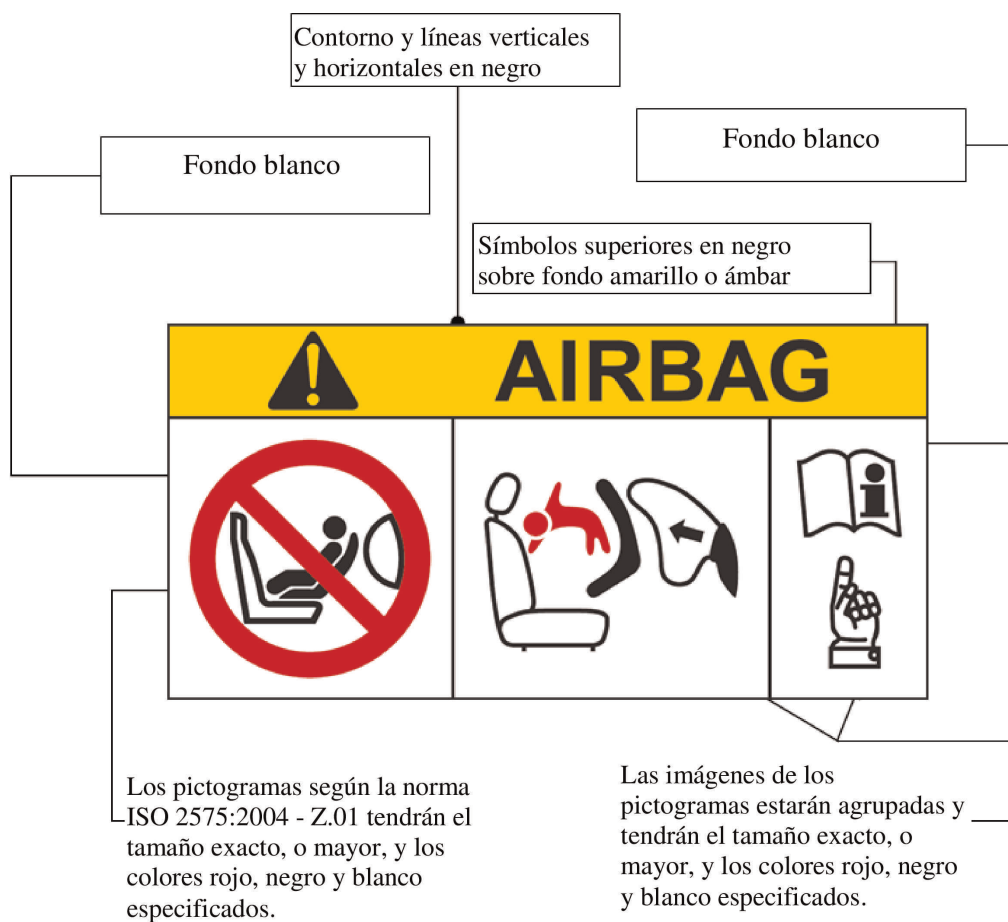 Contorno y líneas verticales
y horizontales en negro
Fondo blanco
Fondo blanco
Símbolos superiores en negro
sobre fondo amarillo o ámbar
AIRBAG
i
Los pictogramas según la norma
ISO 2575:2004 - Z.01 tendrán el
tamaño exacto, o mayor, y los
colores rojo, negro y blanco
especificados.
Las imágenes de los
pictogramas estarán agrupadas y
tendrán el tamaño exacto, o
mayor, y los colores rojo, negro
y blanco especificados.